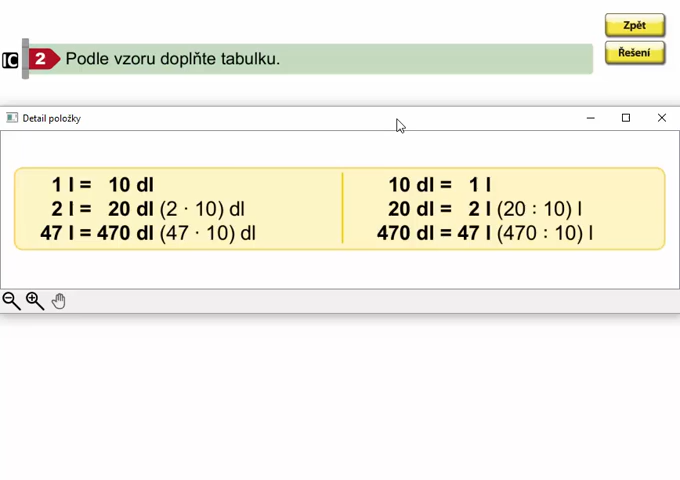 Zpět
Řešení
2 Podle vzoru doplňte tabulku.
Detail položky
1 l = 10 dl
2 l = 20 dl (2 · 10) dl
47 l = 470 dl (47 · 10) dl
10 dl = 1 l
20 dl = 2 l (20 : 10) l
470 dl = 47 l (470 : 10) l